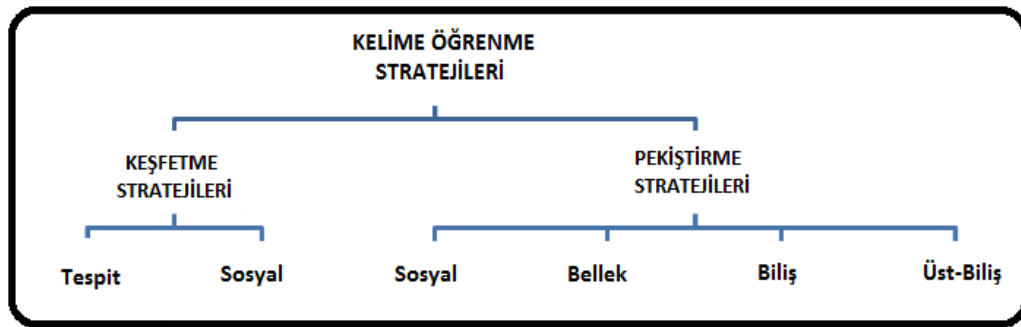 KELİME ÖĞRENME
STRATEJİLERİ
KEŞFETME
STRATEJİLERİ
PEKİŞTİRME
STRATEJİLERİ
Tespit
Sosyal
Sosyal
Bellek
Biliş
Üst-Biliş